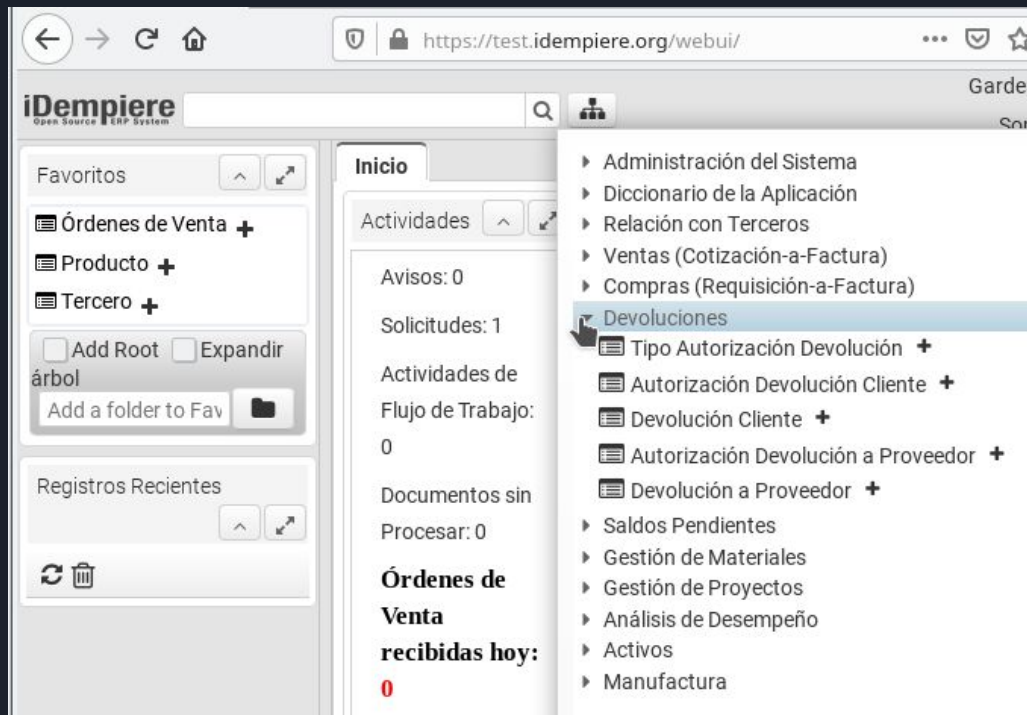 https://test.idempiere.org/webui/
iDempiere
Open Source ERP System
Garde
Sor
Favoritos
Órdenes de Venta
Producto
Tercero
Add Root Expandir
árbol
Add a folder to Fav
Registros Recientes
Inicio
Actividades
Avisos: 0
Solicitudes: 1
Actividades de
Flujo de Trabajo:
0
Documentos sin
Procesar: 0
Órdenes de
Venta
recibidas hoy:
0
Administración del Sistema
Diccionario de la Aplicación
Relación con Terceros
Ventas (Cotización-a-Factura)
Compras (Requisición-a-Factura)
Devoluciones
Tipo Autorización Devolución
Autorización Devolución Cliente
Devolución Cliente
Autorización Devolución a Proveedor
Devolución a Proveedor
Saldos Pendientes
Gestión de Materiales
Gestión de Proyectos
Análisis de Desempeño
Activos
Manufactura